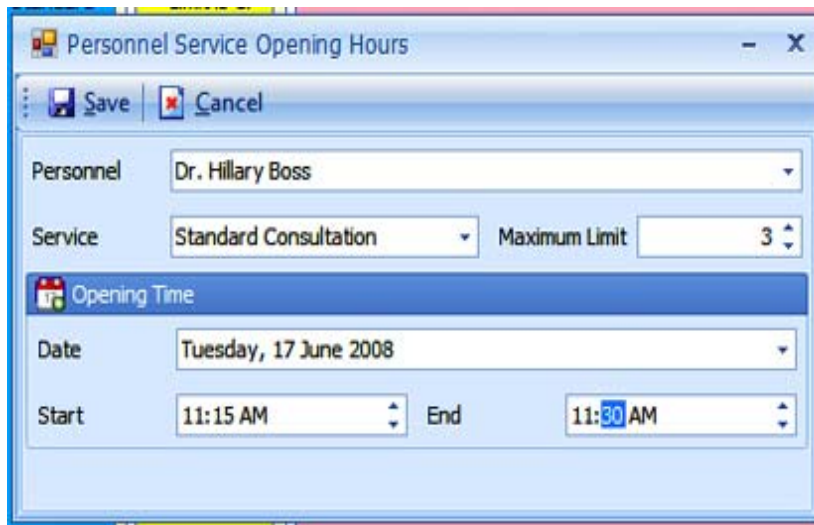 Personnel Service Opening Hours
Save Cancel
Personnel Dr. Hillary Boss
Service Standard Consultation Maximum Limit 3
Opening Time
Date Tuesday, 17 June 2008
Start 11:15 AM End 11:30 AM